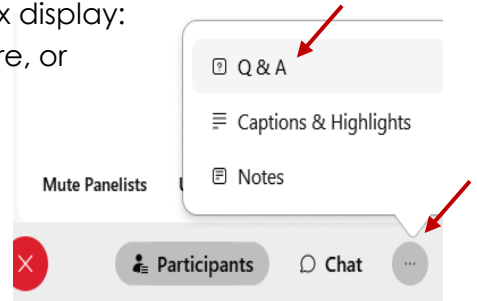 x display:
re, or
Q & A
Captions & Highlights
Notes
Mute Panelists
Participants
Chat